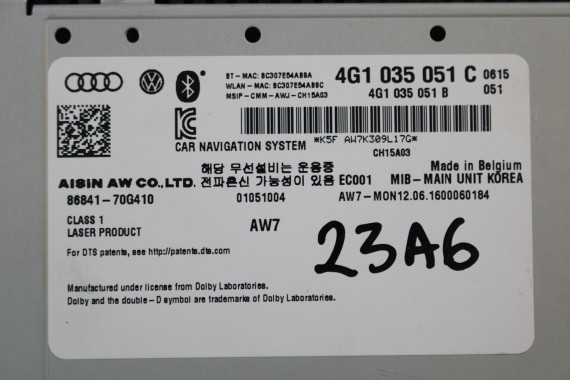 BT - MAC: 8C307E54AB9A
WLAN - MAC: 8C307E54AB9C
MSIP - CMM - AWJ - CH15A03
4G1 035 051 C 0615
4G1 035 051 B 051
*K5F AW7K309L17G*
CAR NAVIGATION SYSTEM
CH15A03
해당 무선설비는 운용중
Made in Belgium
AISIN AW CO., LTD. 전파혼신 가능성이 있음 EC001 MIB - MAIN UNIT KOREA
86841 - 70G410 01051004 AW7 - MON12.06.1600060184
CLASS 1
LASER PRODUCT
AW7
23A6
For DTS patents, see http://patents.dts.com.
Manufactured under license from Dolby Laboratories.
Dolby and the double - D symbol are trademarks of Dolby Laboratories.